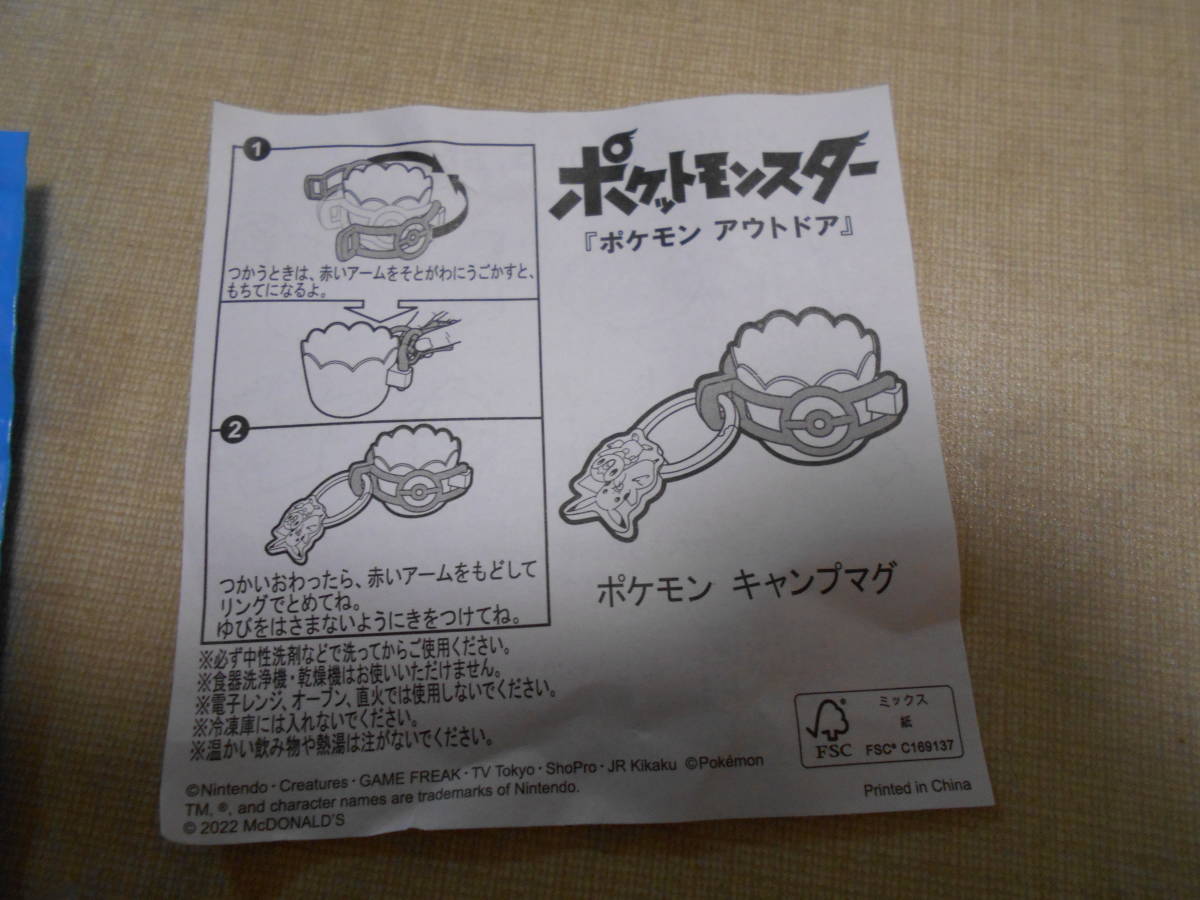 ポケットモンスター
『ポケモン アウトドア』
1
つかうときは、赤いアームをそとがわにうごかすと、
もちてになるよ。
2
つかいおわったら、赤いアームをもどして
リングでとめてね。
ゆびをはさまないようにきをつけてね。
ポケモン キャンプマグ
※必ず中性洗剤などで洗ってからご使用ください。
※食器洗浄機・乾燥機はお使いいただけません。
※電子レンジ、オーブン、直火では使用しないでください。
※冷凍庫には入れないでください。
※温かい飲み物や熱湯は注がないでください。
ミックス
紙
FSC
FSC® C169137
©Nintendo・Creatures・GAME FREAK・TV Tokyo・ShoPro・JR Kikaku ©Pokémon
TM, ®, and character names are trademarks of Nintendo.
© 2022 McDONALD'S
Printed in China